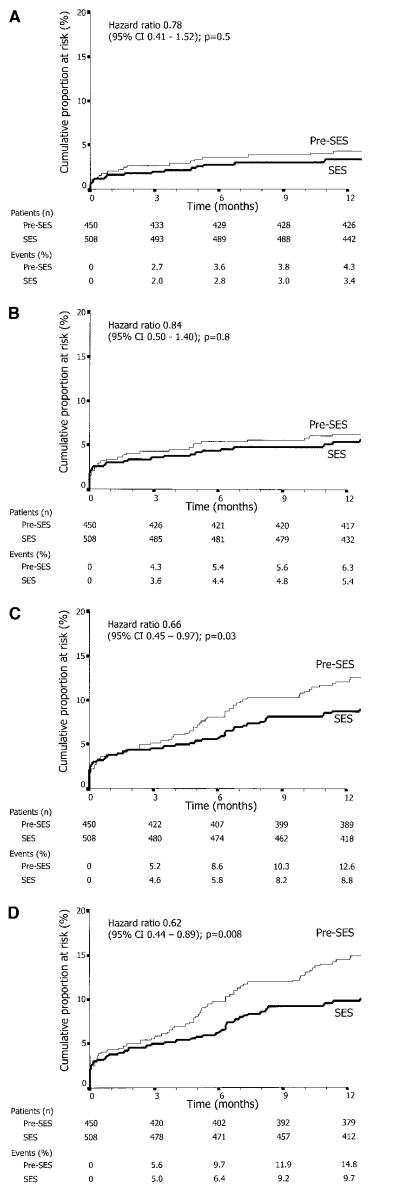 A
Cumulative proportion at risk (%)
20
15
10
5
0
Hazard ratio 0.78
(95% CI 0.41 - 1.52); p=0.5
Pre-SES
SES
0 3 6 9 12
Time (months)
Patients (n)
Pre-SES 450 433 429 428 426
SES 508 493 489 488 442
Events (%)
Pre-SES 0 2.7 3.6 3.8 4.3
SES 0 2.0 2.8 3.0 3.4
B
Cumulative proportion at risk (%)
20
15
10
5
0
Hazard ratio 0.84
(95% CI 0.50 - 1.40); p=0.8
Pre-SES
SES
0 3 6 9 12
Time (months)
Patients (n)
Pre-SES 450 426 421 420 417
SES 508 485 481 479 432
Events (%)
Pre-SES 0 4.3 5.4 5.6 6.3
SES 0 3.6 4.4 4.8 5.4
C
Cumulative proportion at risk (%)
20
15
10
5
0
Hazard ratio 0.66
(95% CI 0.45 – 0.97); p=0.03
Pre-SES
SES
0 3 6 9 12
Time (months)
Patients (n)
Pre-SES 450 422 407 399 389
SES 508 480 474 462 418
Events (%)
Pre-SES 0 5.2 8.6 10.3 12.6
SES 0 4.6 5.8 8.2 8.8
D
Cumulative proportion at risk (%)
20
15
10
5
0
Hazard ratio 0.62
(95% CI 0.44 – 0.89); p=0.008
Pre-SES
SES
0 3 6 9 12
Time (months)
Patients (n)
Pre-SES 450 420 402 392 379
SES 508 478 471 457 412
Events (%)
Pre-SES 0 5.6 9.7 11.9 14.8
SES 0 5.0 6.4 9.2 9.7